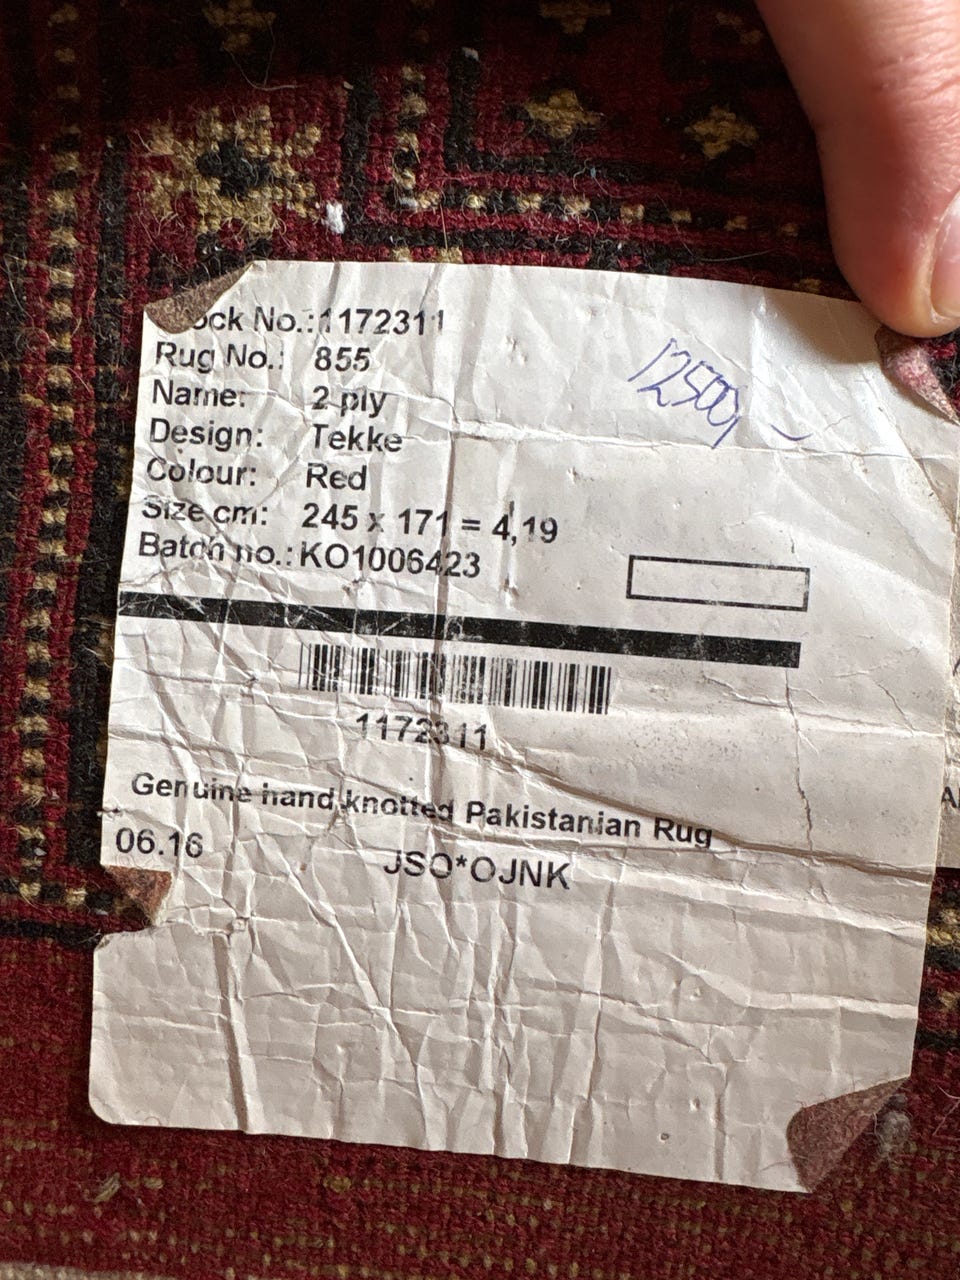 ock No.:1172311
Rug No.: 855
Name: 2 ply
Design: Tekke
Colour: Red
Size cm: 245 x 171 = 4,19
Batch no.: KO1006423
12500,-
1172311
Genuine hand knotted Pakistanian Rug
06.16
JSO*OJNK